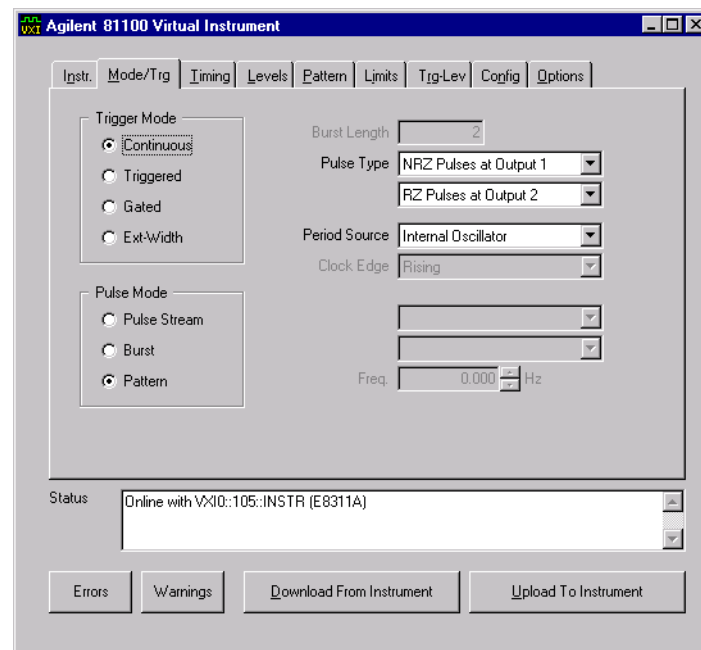 VXI Agilent 81100 Virtual Instrument
Instr. Mode/Trg Timing Levels Pattern Limits Trg-Lev Config Options
Trigger Mode
Continuous
Triggered
Gated
Ext-Width
Pulse Mode
Pulse Stream
Burst
Pattern
Burst Length 2
Pulse Type NRZ Pulses at Output 1
RZ Pulses at Output 2
Period Source Internal Oscillator
Clock Edge Rising
Freq. 0.000 Hz
Status Online with VXI0::105::INSTR (E8311A)
Errors Warnings Download From Instrument Upload To Instrument